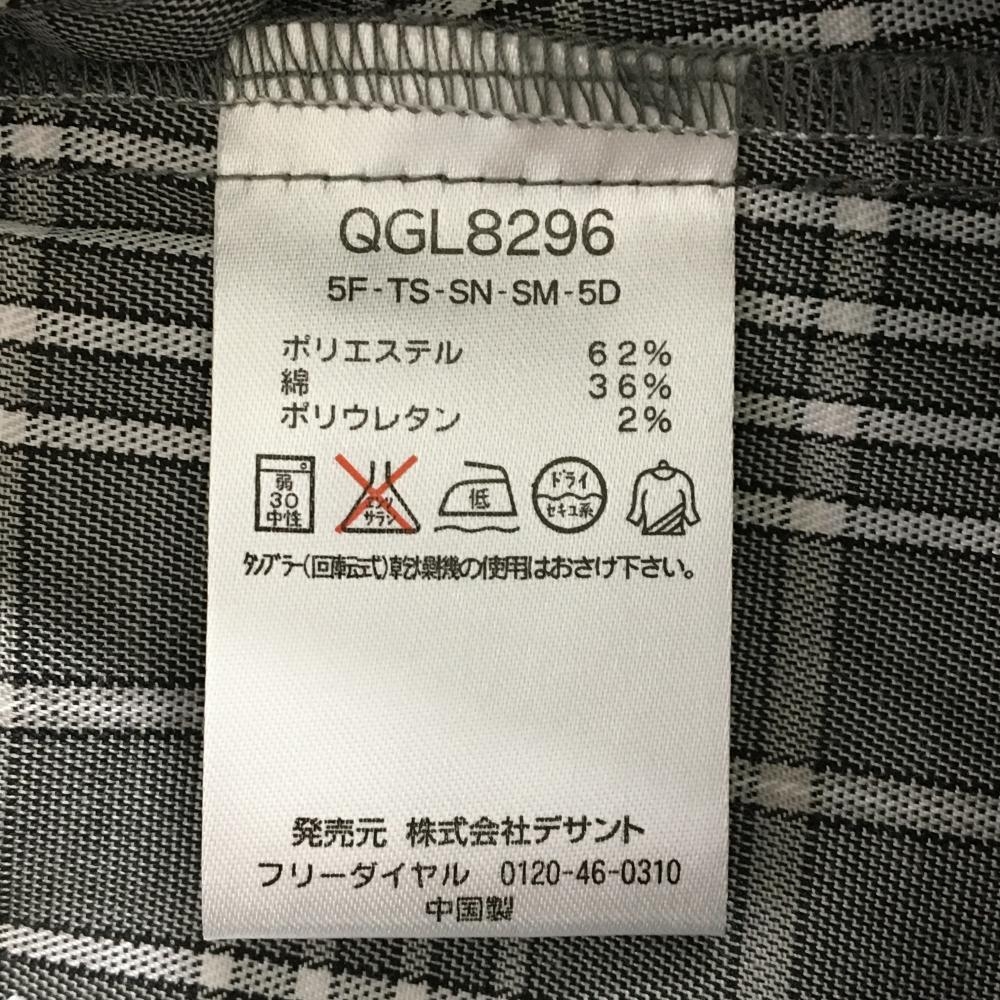 QGL8296
5F-TS-SN-SM-5D
ポリエステル 62%
綿 36%
ポリウレタン 2%
弱
30
中性
エンソ
サラシ
低
ドライ
セキユ系
タンブラー(回転式)乾燥機の使用はおさけ下さい。
発売元 株式会社デサント
フリーダイヤル 0120-46-0310
中国製